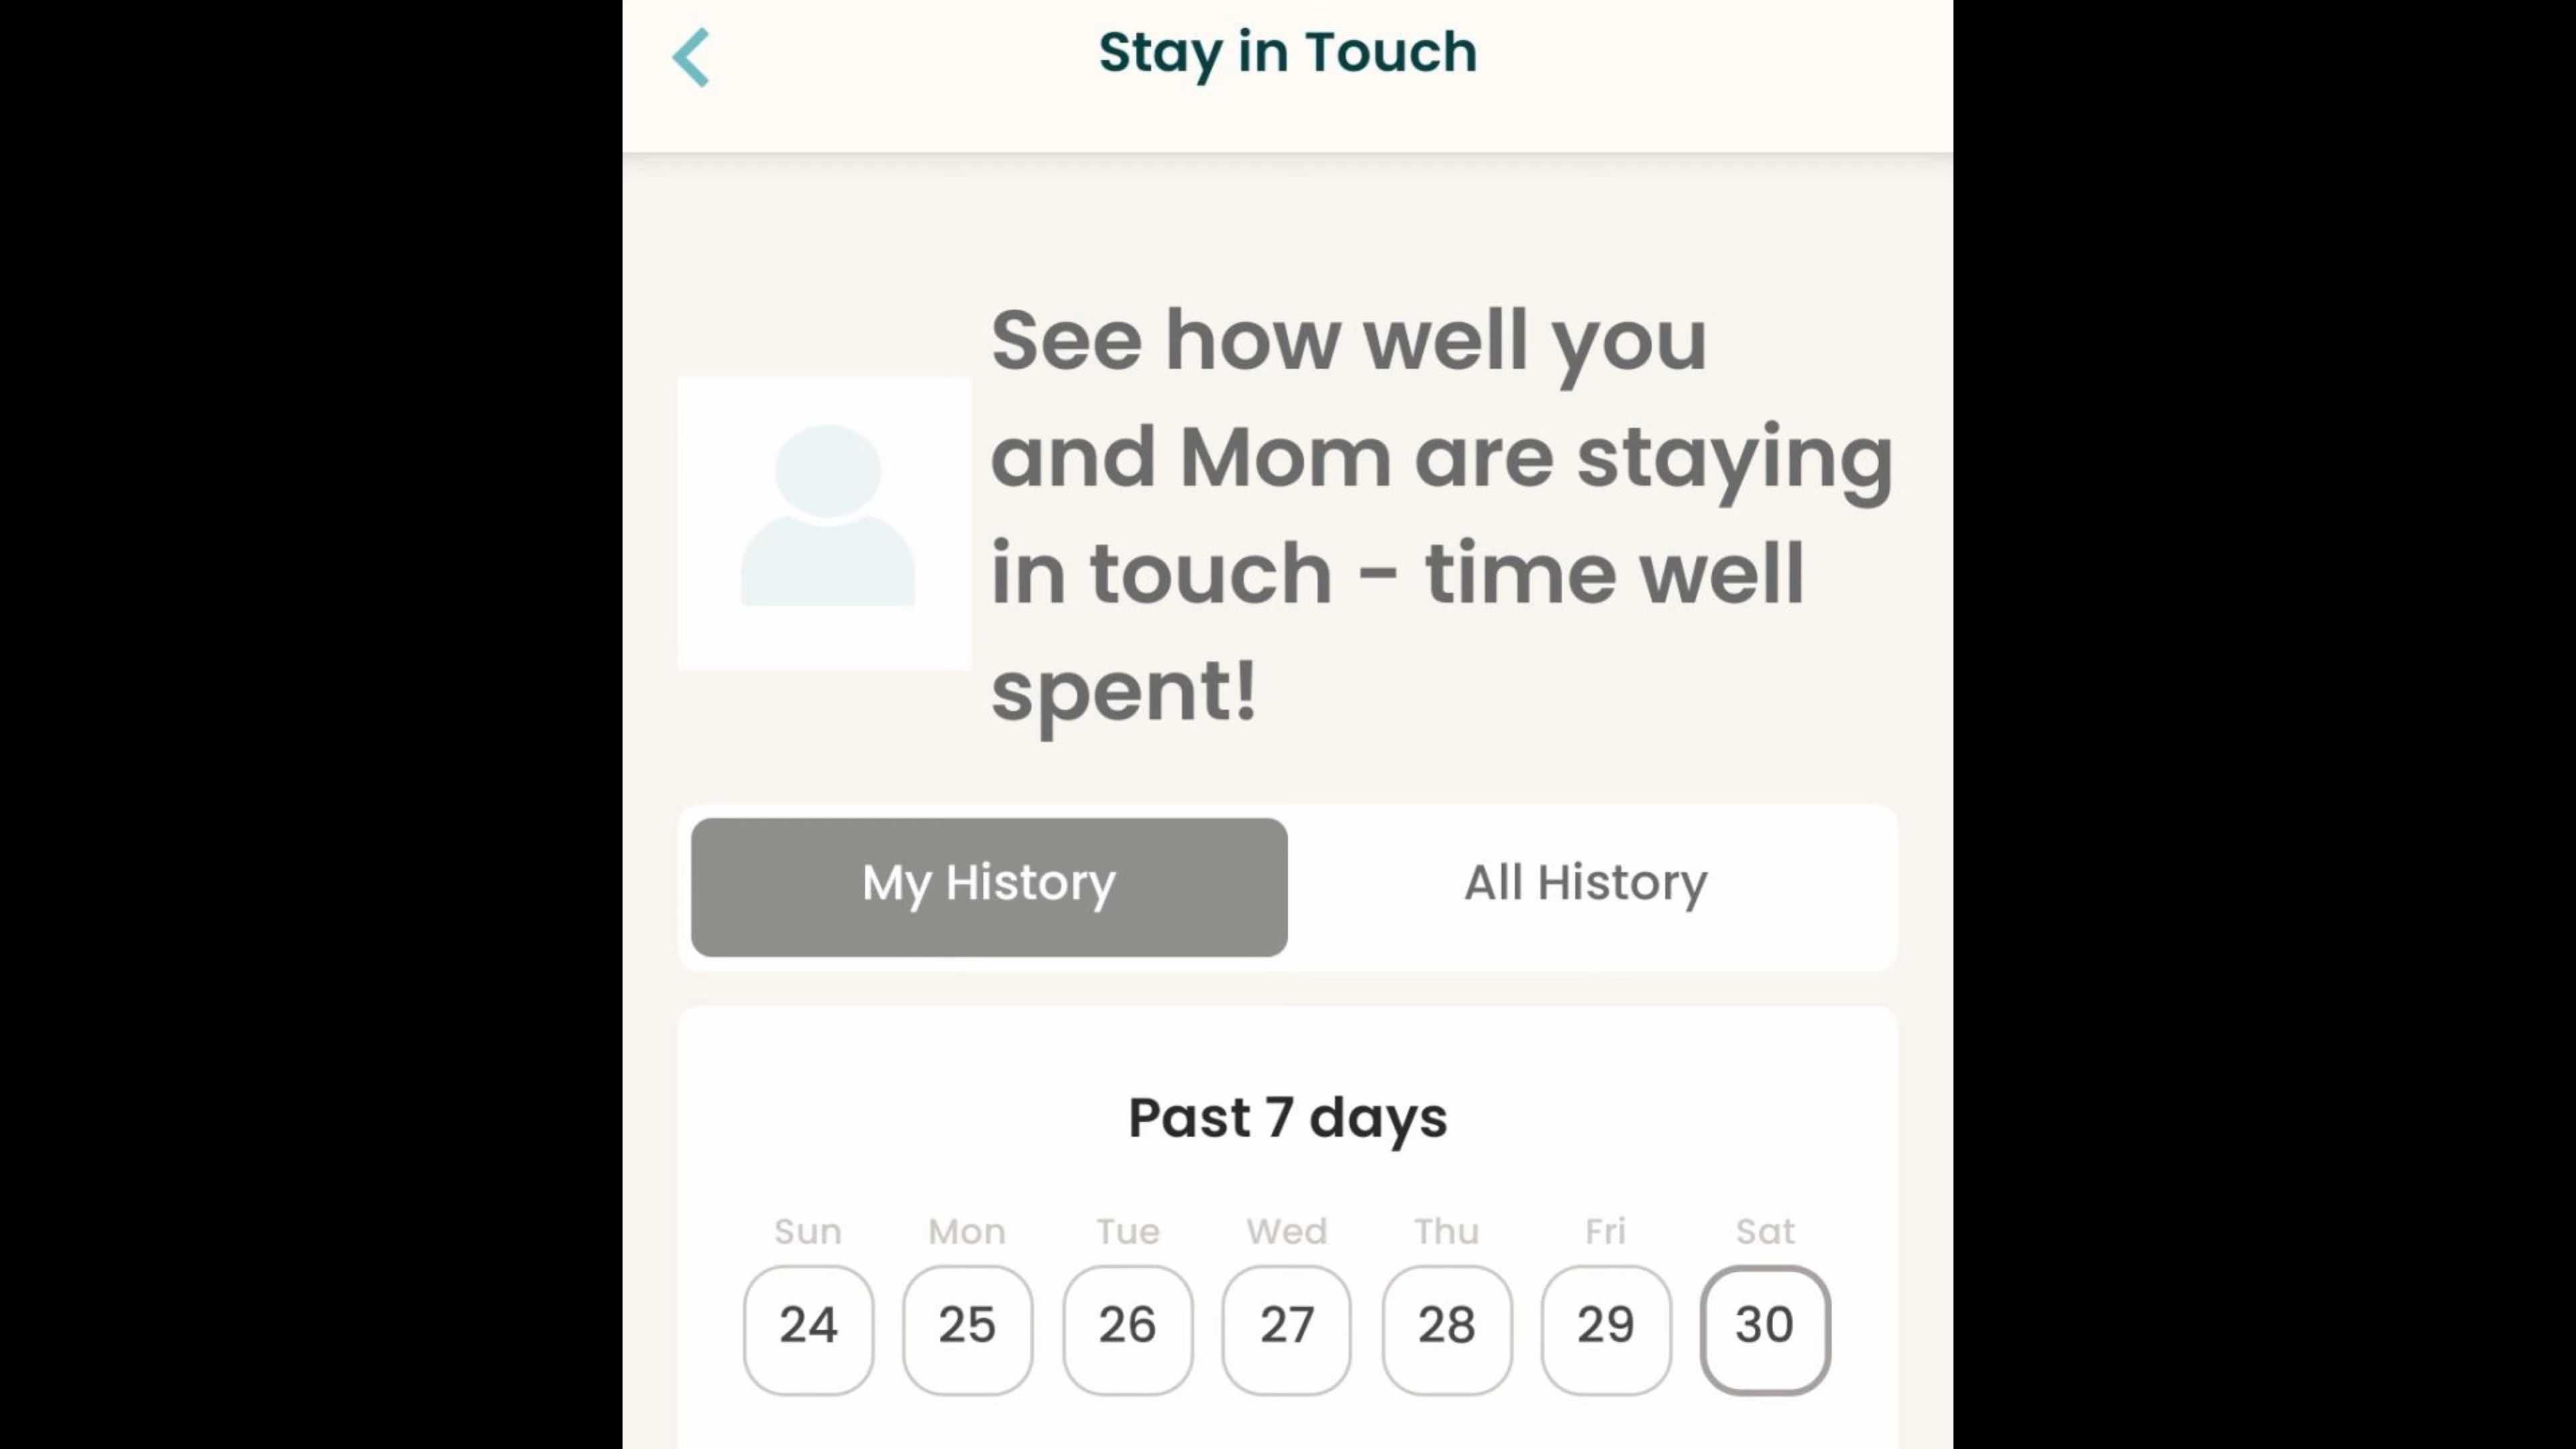 Stay in Touch
See how well you
and Mom are staying
in touch - time well
spent!
My History All History
Past 7 days
Sun Mon Tue Wed Thu Fri Sat
24 25 26 27 28 29 30